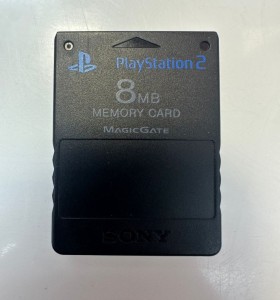 PlayStation 2
8MB
MEMORY CARD
MAGICGATE
SONY